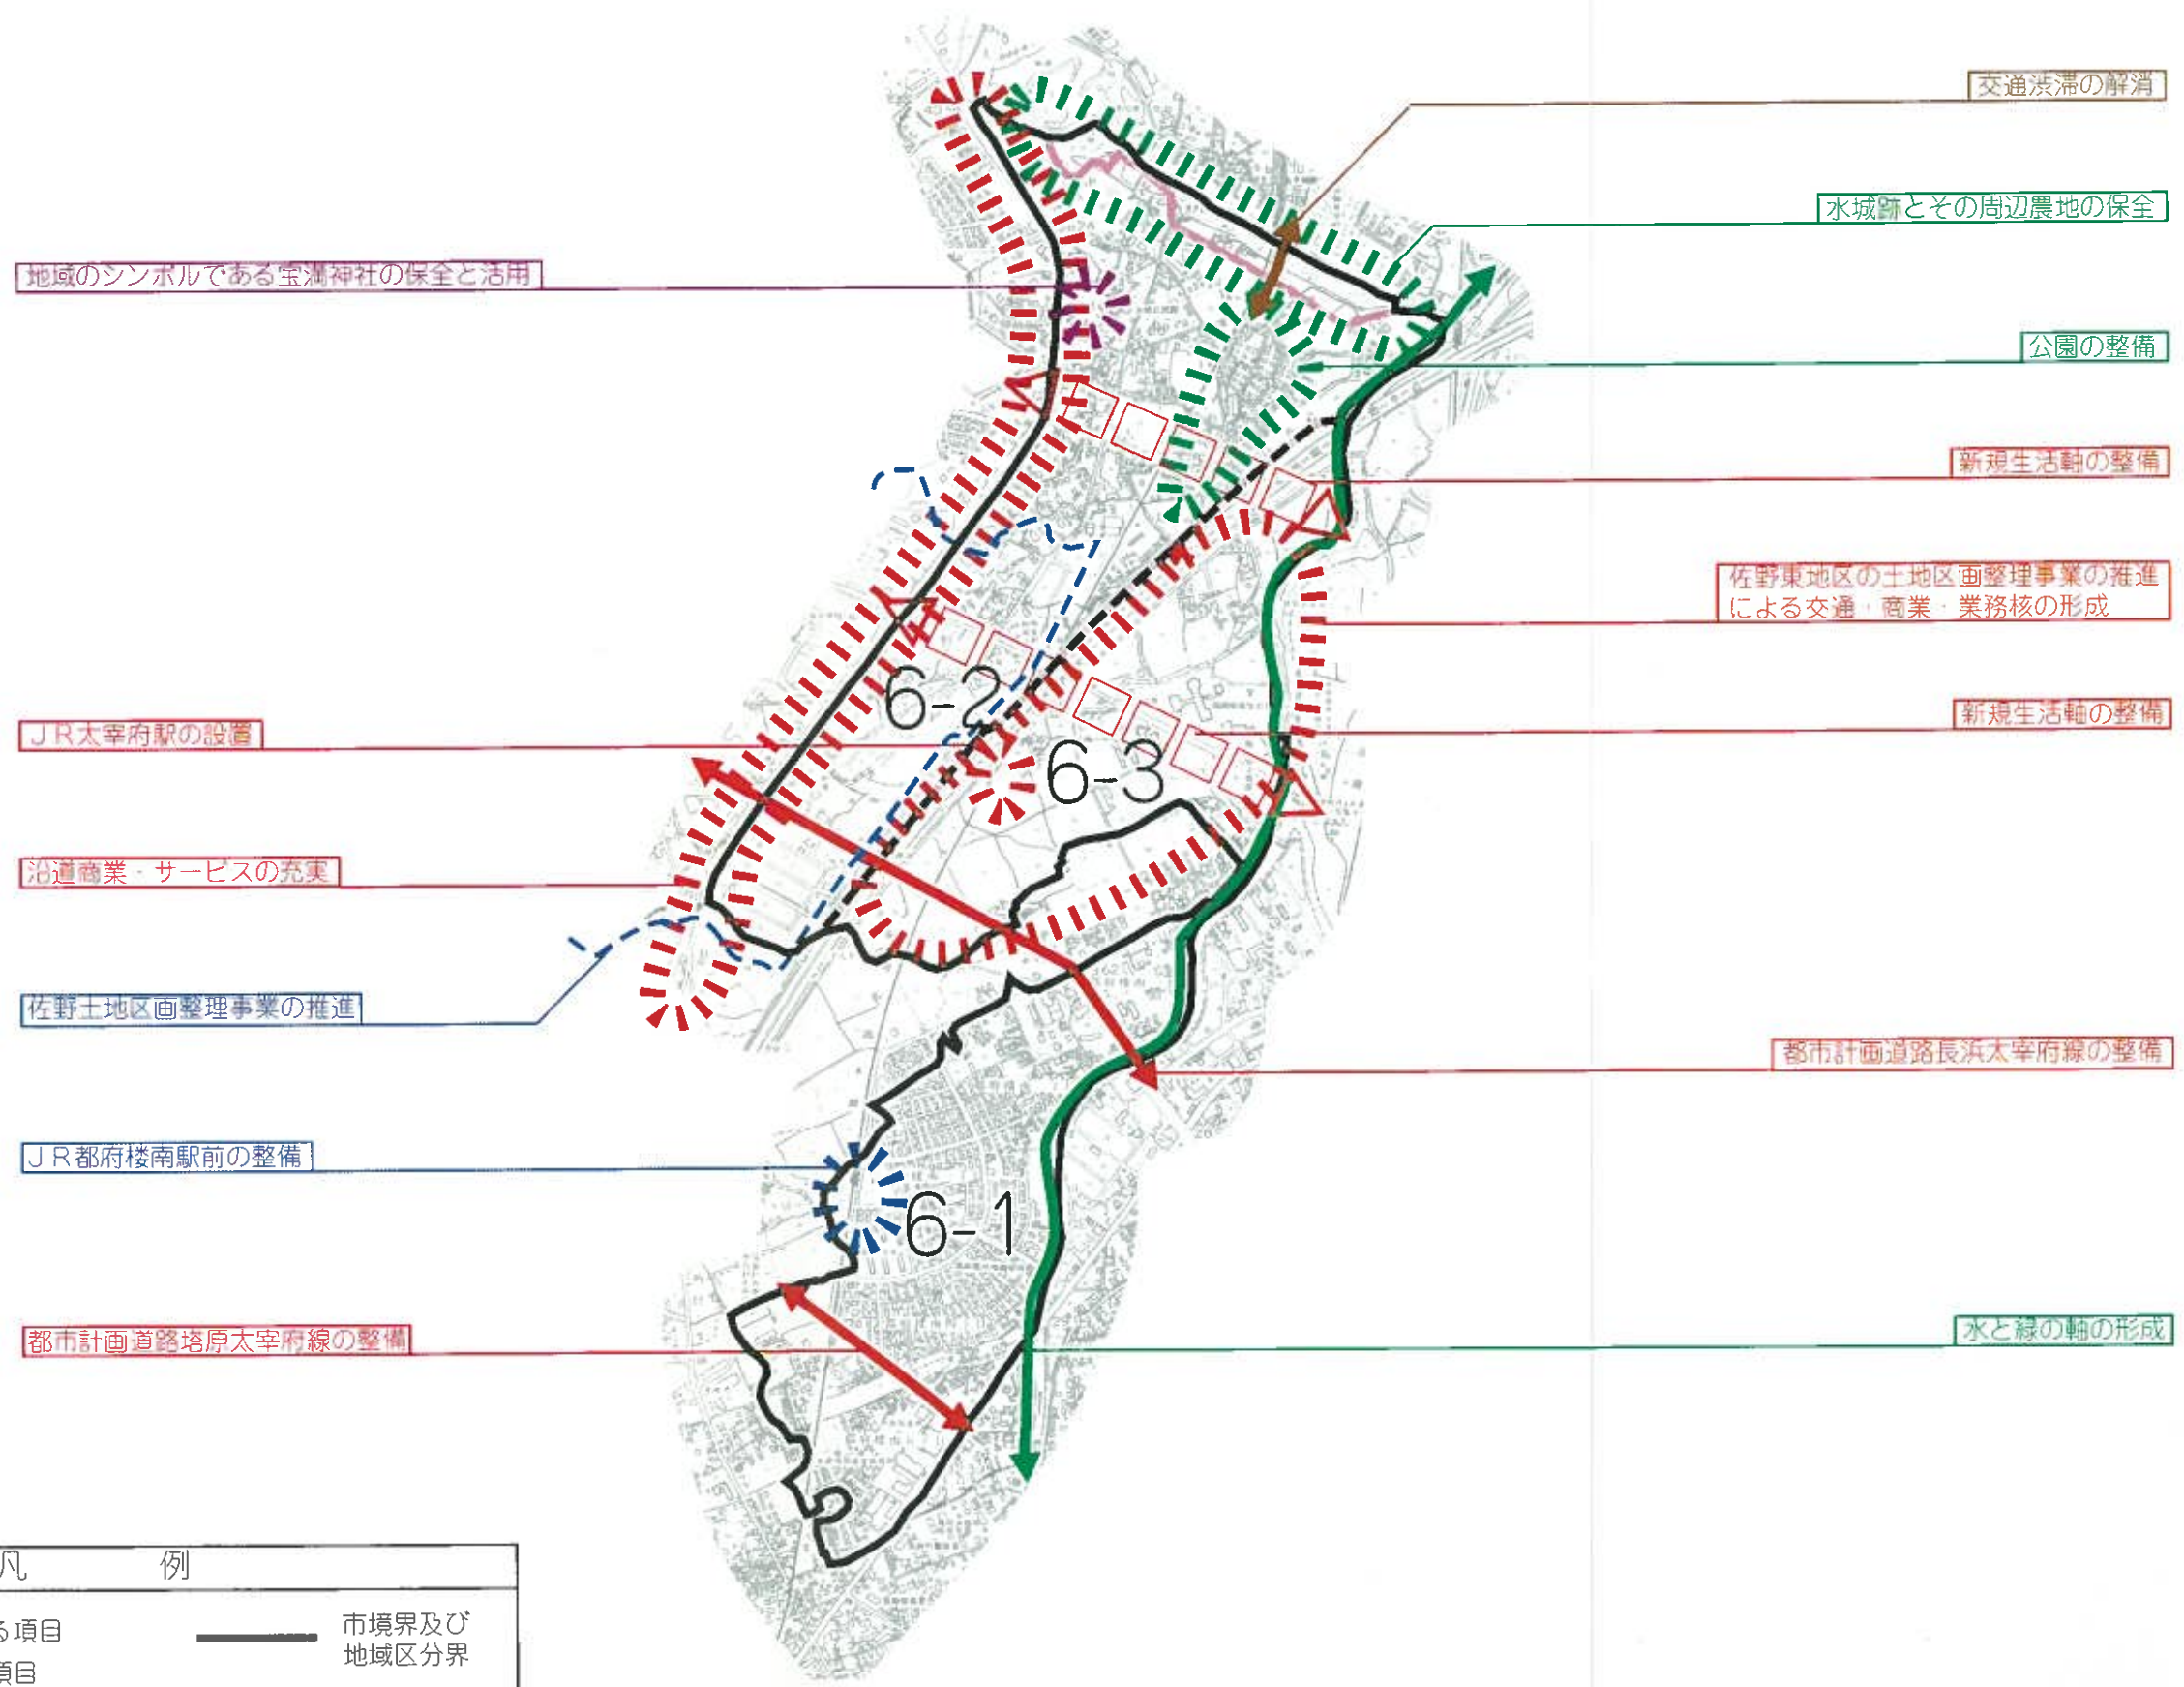 交通渋滞の解消
水城跡とその周辺農地の保全
地域のシンボルである宝満神社の保全と活用
公園の整備
新規生活軸の整備
佐野東地区の土地区画整理事業の推進
による交通・商業・業務核の形成
6-2
新規生活軸の整備
JR太宰府駅の設置
6-3
沿道商業・サービスの充実
佐野土地区画整理事業の推進
都市計画道路長浜太宰府線の整備
JR都府楼南駅前の整備
6-1
都市計画道路塔原太宰府線の整備
水と緑の軸の形成
凡 例
る項目
市境界及び
地域区分界
項目